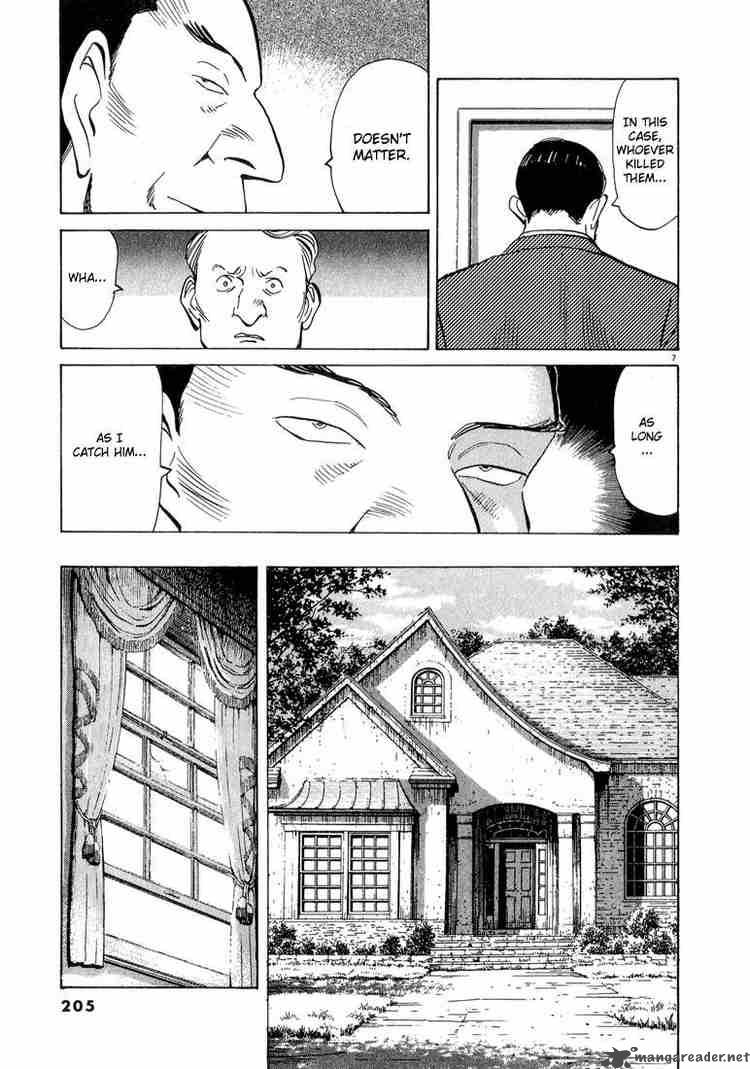 IN THIS
CASE,
WHOEVER
KILLED
THEM...
DOESN'T
MATTER.
WHA...
7
AS
LONG
...
AS I
CATCH HIM...
205
mangareader.net